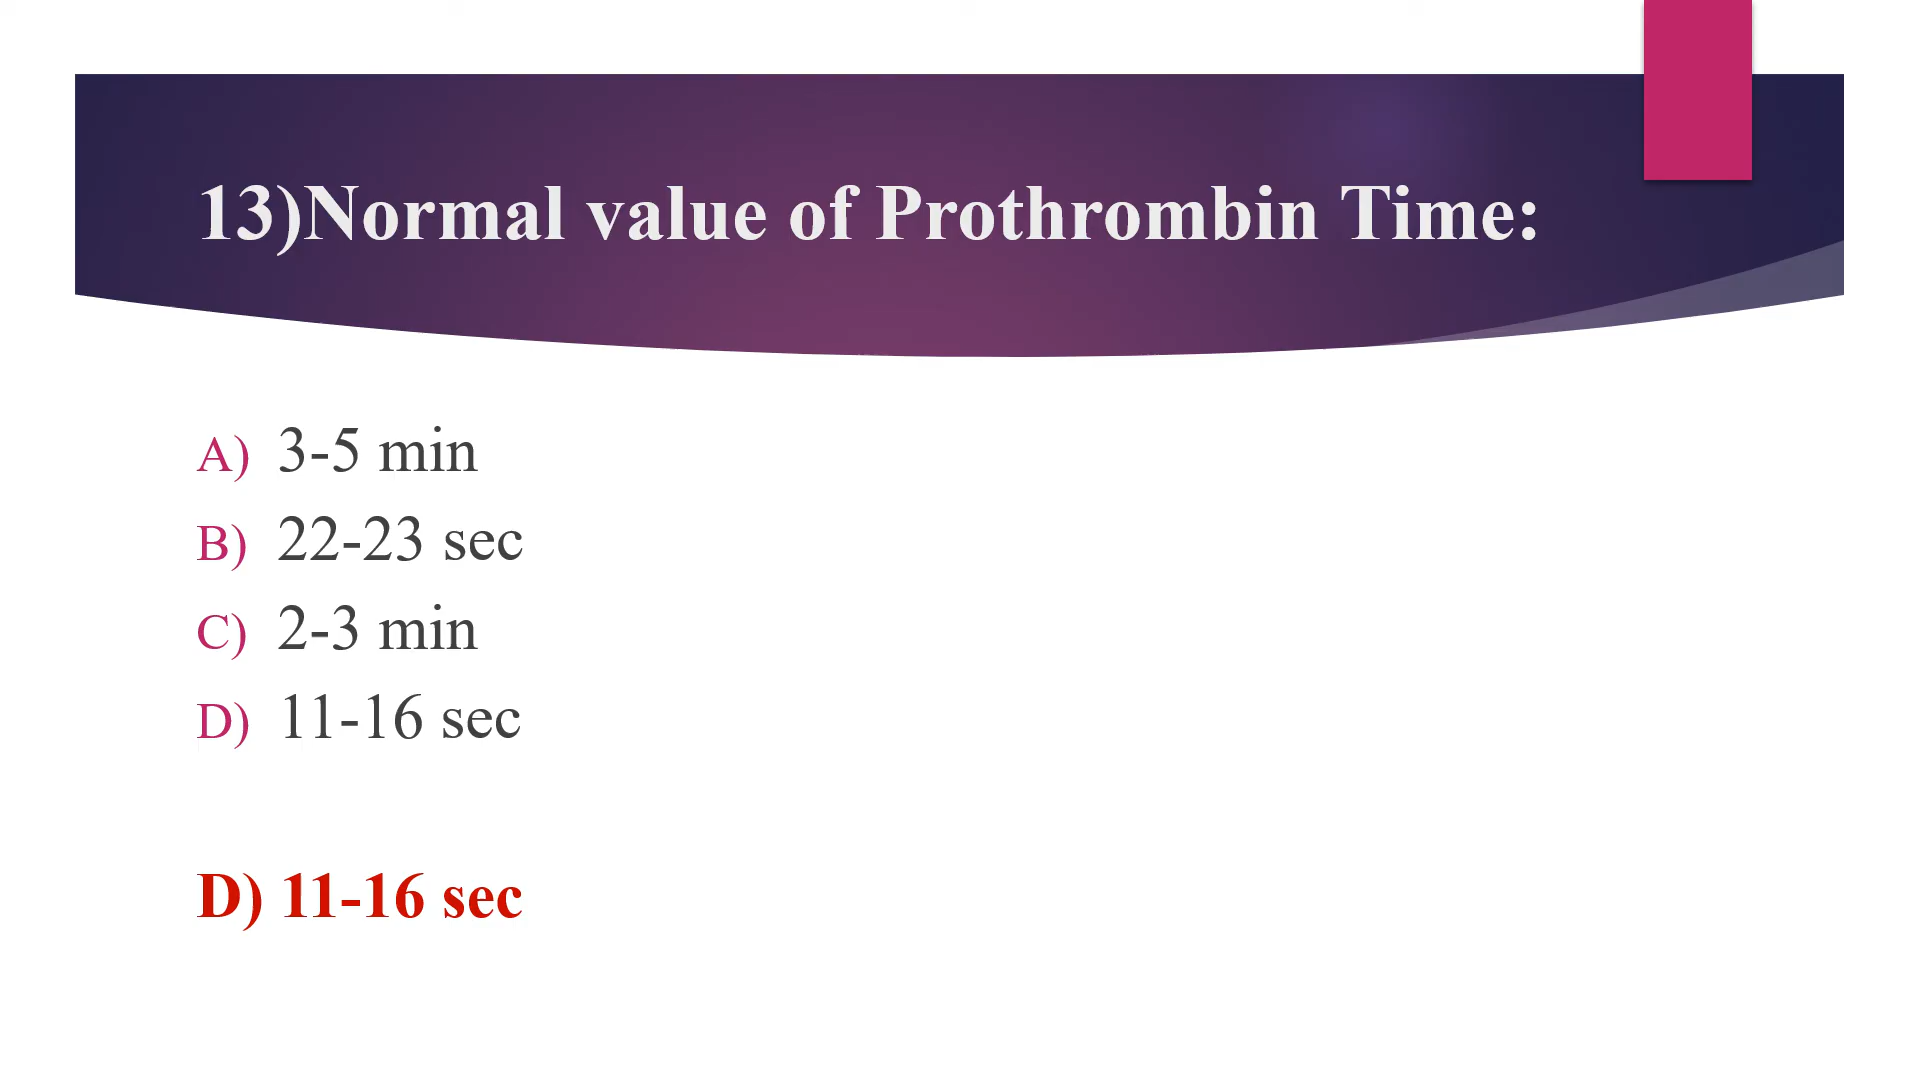 13)Normal value of Prothrombin Time:
A) 3-5 min
B) 22-23 sec
C) 2-3 min
D) 11-16 sec
D) 11-16 sec